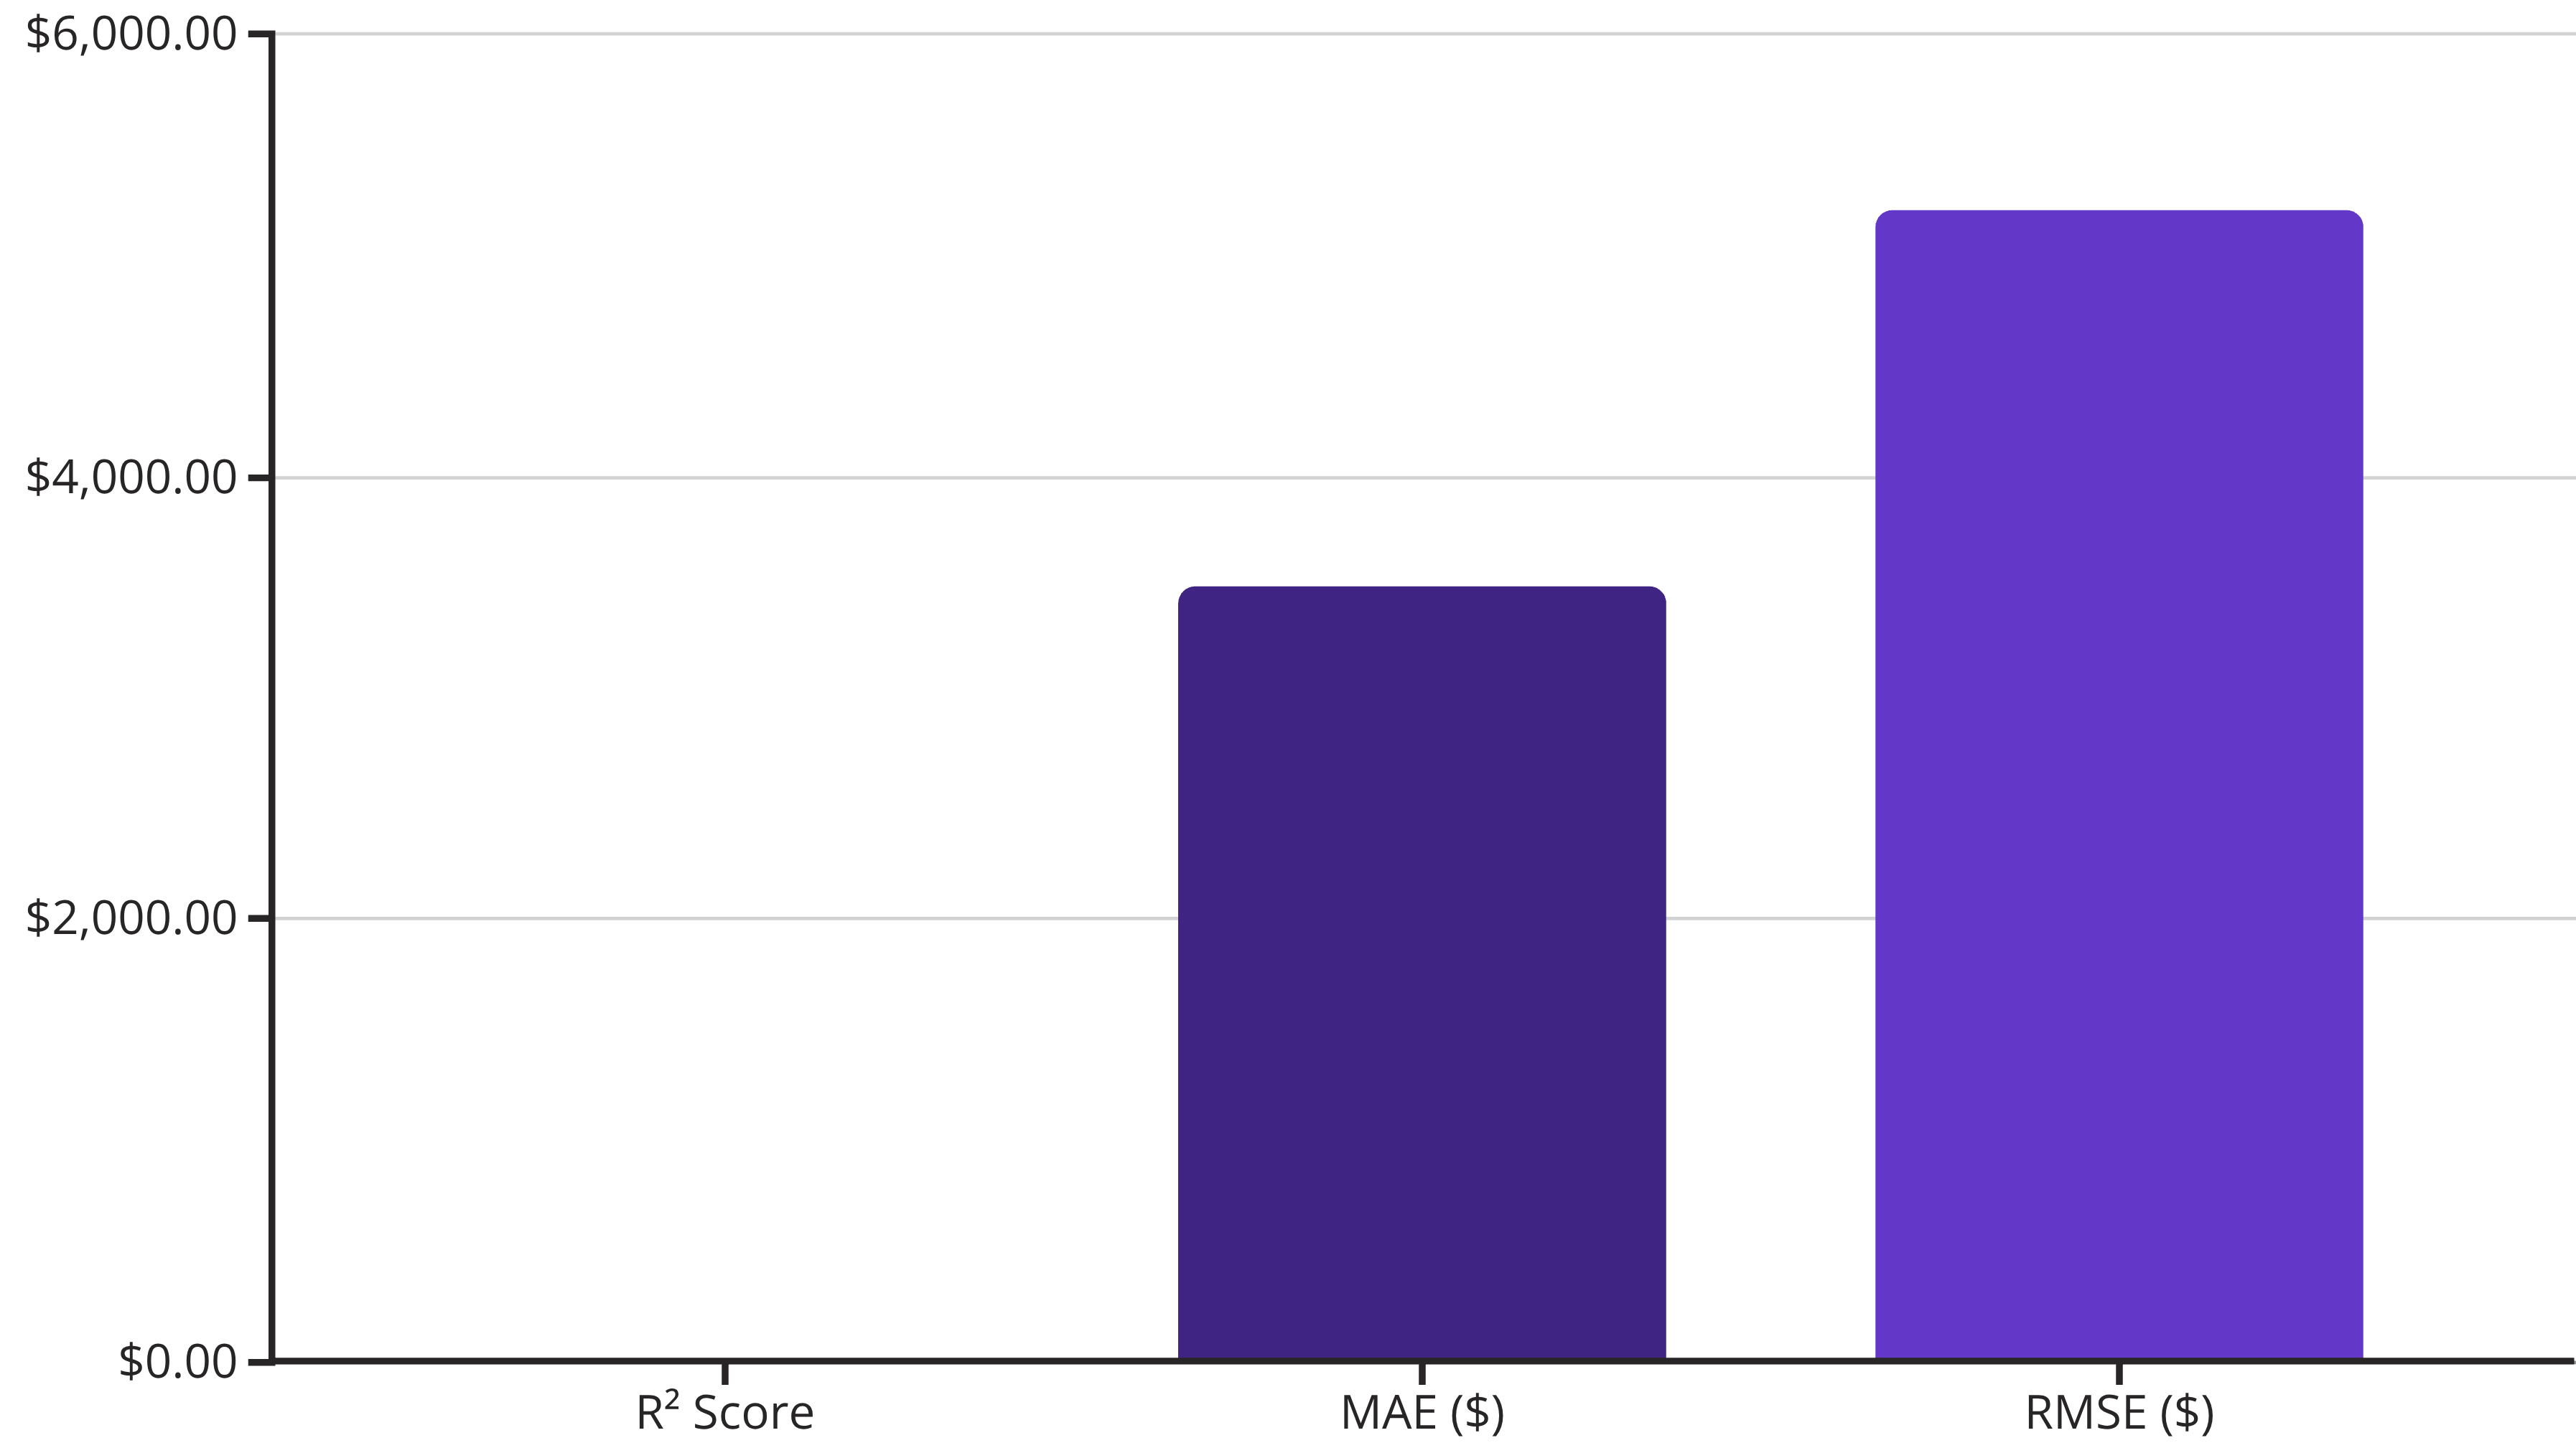 $6,000.00
$4,000.00
$2,000.00
$0.00
R² Score
MAE ($)
RMSE ($)